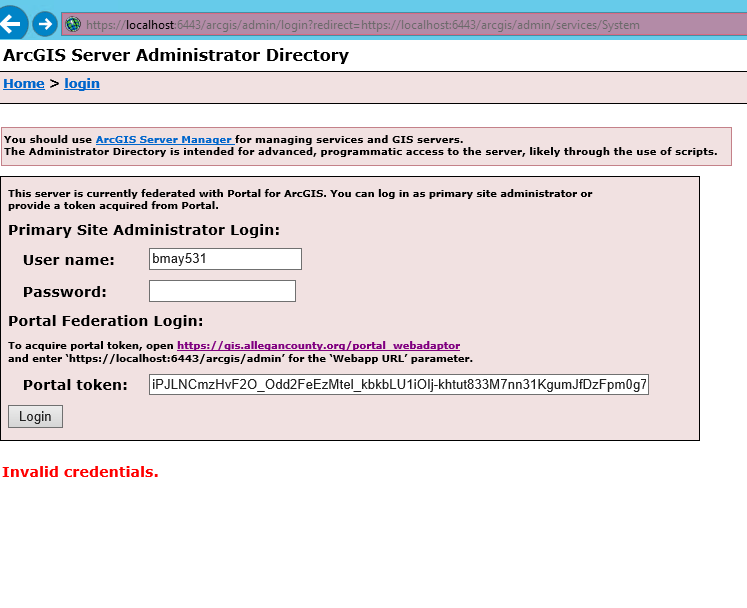 https://localhost:6443/arcgis/admin/login?redirect=https://localhost:6443/arcgis/admin/services/System
ArcGIS Server Administrator Directory
Home > login
You should use ArcGIS Server Manager for managing services and GIS servers.
The Administrator Directory is intended for advanced, programmatic access to the server, likely through the use of scripts.
This server is currently federated with Portal for ArcGIS. You can log in as primary site administrator or
provide a token acquired from Portal.
Primary Site Administrator Login:
User name: bmay531
Password:
Portal Federation Login:
To acquire portal token, open https://gis.allegancounty.org/portal_webadaptor
and enter ‘https://localhost:6443/arcgis/admin’ for the ‘Webapp URL’ parameter.
Portal token:
Login
Invalid credentials.